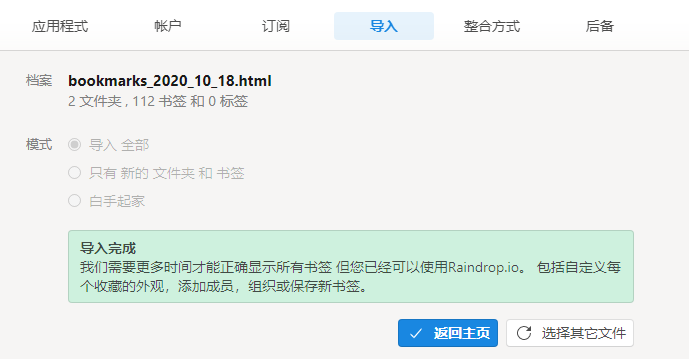 应用程式 帐户 订阅 导入 整合方式 后备
档案 bookmarks_2020_10_18.html
2 文件夹 , 112 书签 和 0 标签
模式 导入 全部
只有 新的 文件夹 和 书签
白手起家
导入完成
我们需要更多时间才能正确显示所有书签 但您已经可以使用Raindrop.io。 包括自定义每
个收藏的外观，添加成员，组织或保存新书签。
返回主页 选择其它文件